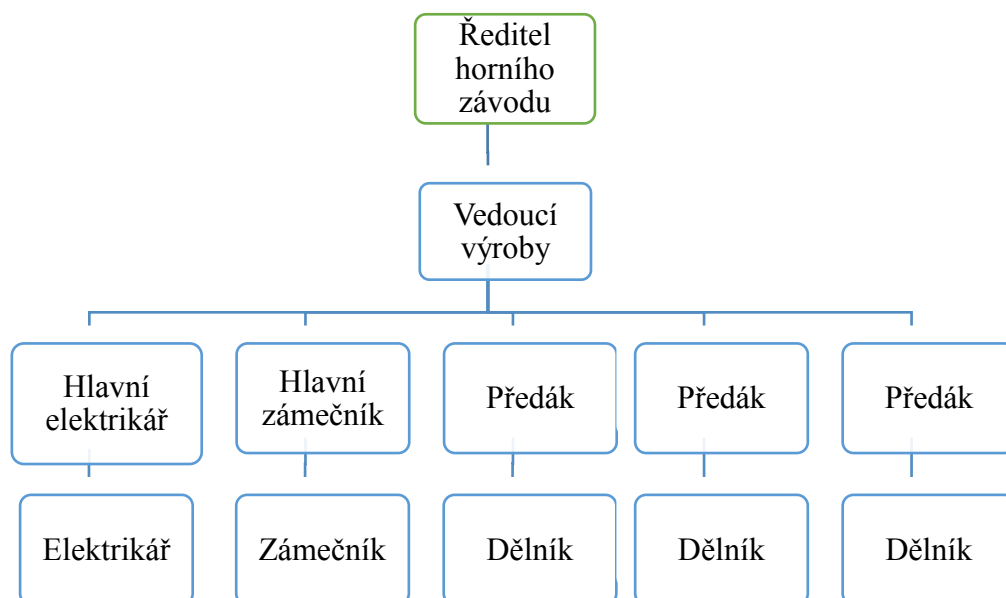 Ředitel
horního
závodu
Vedoucí
výroby
Hlavní
elektrikář
Hlavní
zámečník
Předák
Předák
Předák
Elektrikář
Zámečník
Dělník
Dělník
Dělník